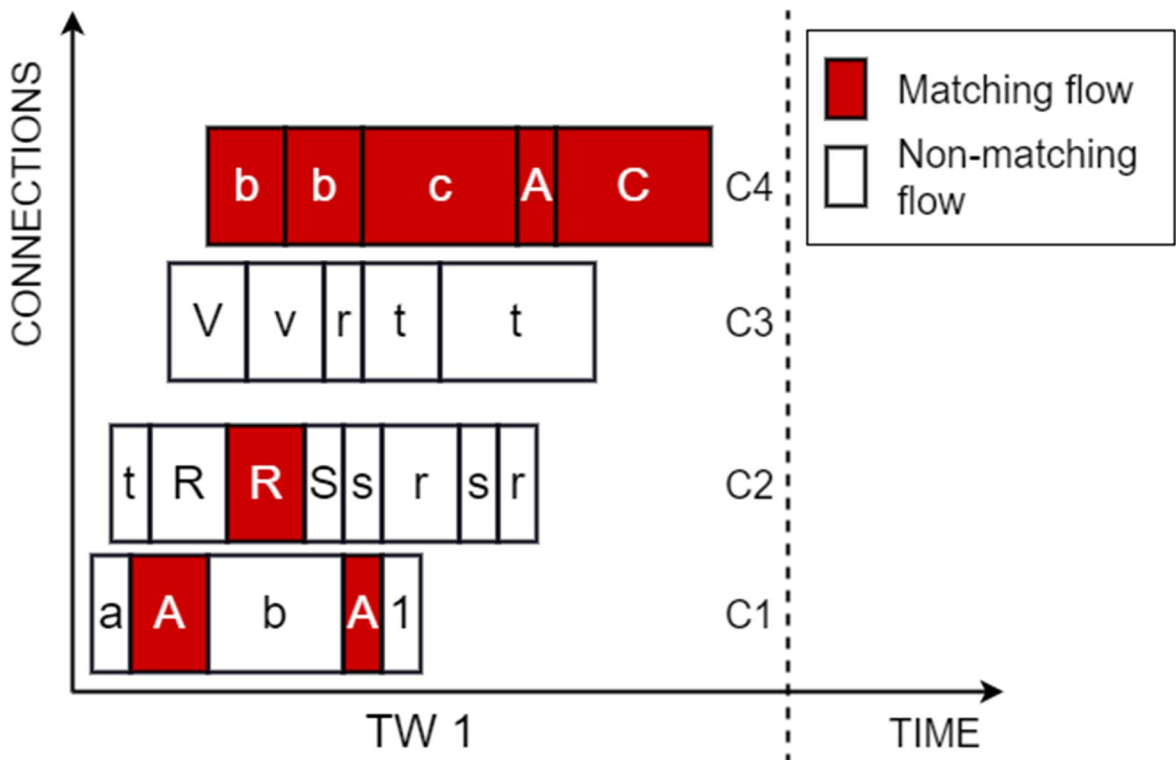 CONNECTIONS
b b c A C C4
V v r t t C3
t R R S s r s r C2
a A b A 1 C1
TW 1
TIME
Matching flow
Non-matching
flow